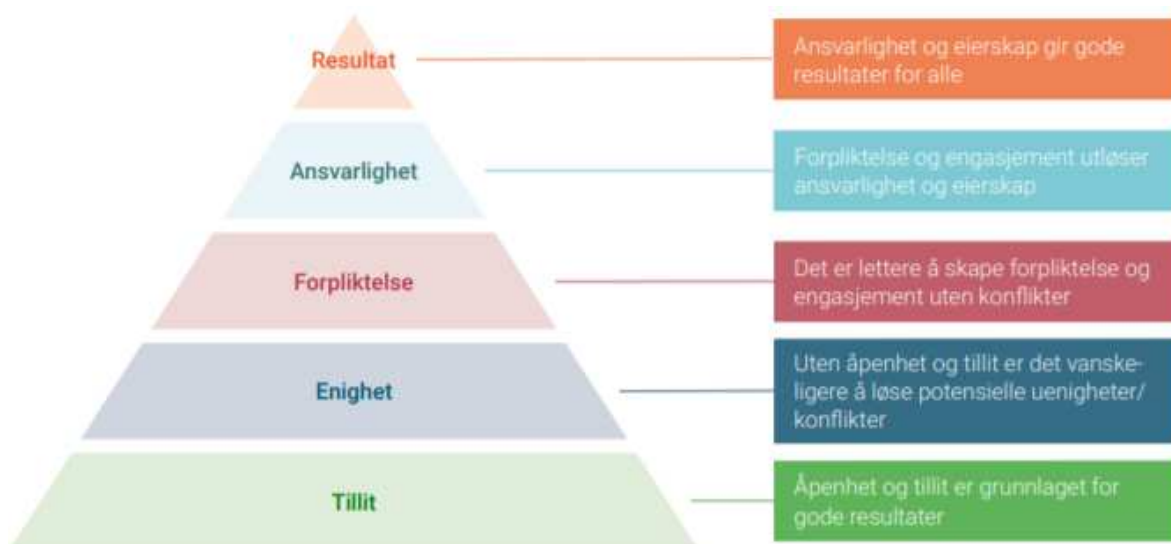 Resultat
Ansvarlighet og eierskap gir gode
resultater for alle
Ansvarlighet
Forpliktelse og engasjement utløser
ansvarlighet og eierskap
Forpliktelse
Det er lettere å skape forpliktelse og
engasjement uten konflikter
Enighet
Uten åpenhet og tillit er det vanske-
ligere å løse potensielle uenigheter/
konflikter
Tillit
Åpenhet og tillit er grunnlaget for
gode resultater